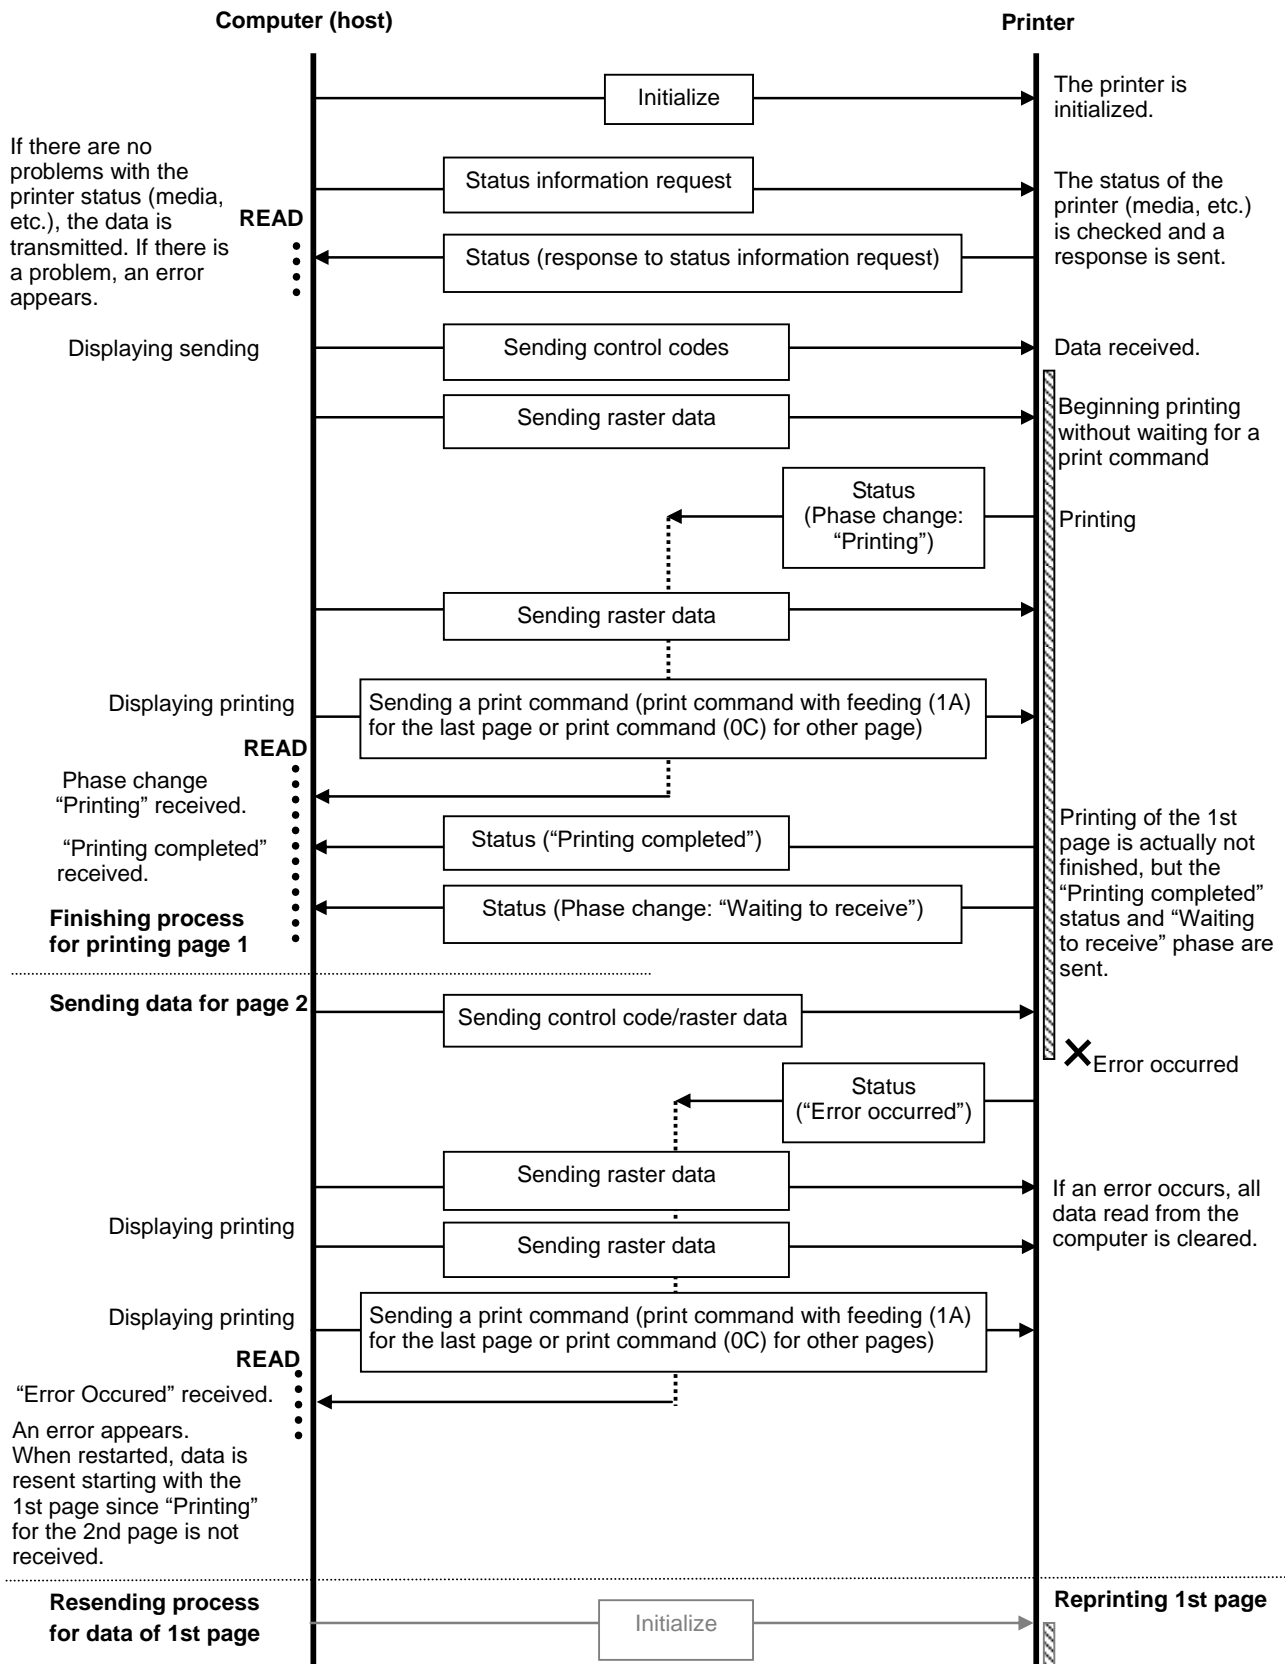 Computer (host)
Printer
Initialize
The printer is
initialized.
If there are no
problems with the
printer status (media,
etc.), the data is
transmitted. If there is
a problem, an error
appears.
Status information request
READ
The status of the
printer (media, etc.)
is checked and a
response is sent.
Status (response to status information request)
Displaying sending
Sending control codes
Data received.
Sending raster data
Beginning printing
without waiting for a
print command
Status
(Phase change:
“Printing”)
Printing
Sending raster data
Displaying printing
Sending a print command (print command with feeding (1A)
for the last page or print command (0C) for other page)
READ
Phase change
“Printing” received.
“Printing completed”
received.
Status (“Printing completed”)
Printing of the 1st
page is actually not
finished, but the
“Printing completed”
status and “Waiting
to receive” phase are
sent.
Status (Phase change: “Waiting to receive”)
Finishing process
for printing page 1
Sending data for page 2
Sending control code/raster data
Error occurred
Status
(“Error occurred”)
Sending raster data
If an error occurs, all
data read from the
computer is cleared.
Displaying printing
Sending raster data
Displaying printing
Sending a print command (print command with feeding (1A)
for the last page or print command (0C) for other pages)
READ
“Error Occured” received.
An error appears.
When restarted, data is
resent starting with the
1st page since “Printing”
for the 2nd page is not
received.
Resending process
for data of 1st page
Initialize
Reprinting 1st page